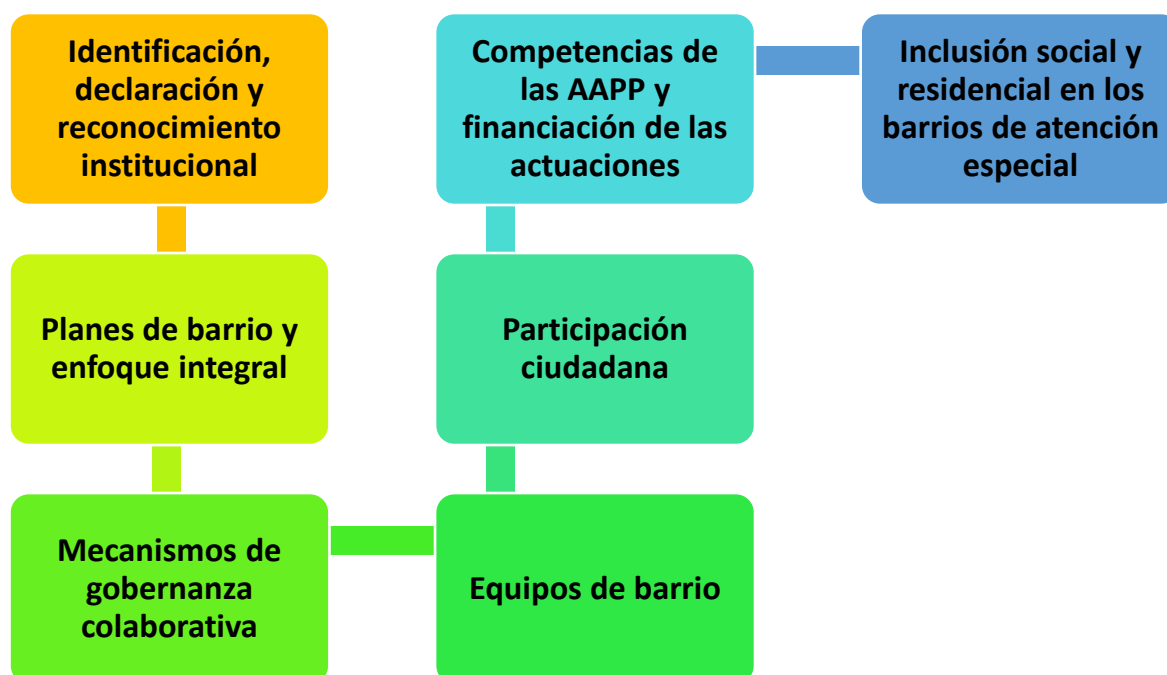 Identificación,
declaración y
reconocimiento
institucional
Planes de barrio y
enfoque integral
Mecanismos de
gobernanza
colaborativa
Equipos de barrio
Participación
ciudadana
Competencias de
las AAPP y
financiación de las
actuaciones
Inclusión social y
residencial en los
barrios de atención
especial